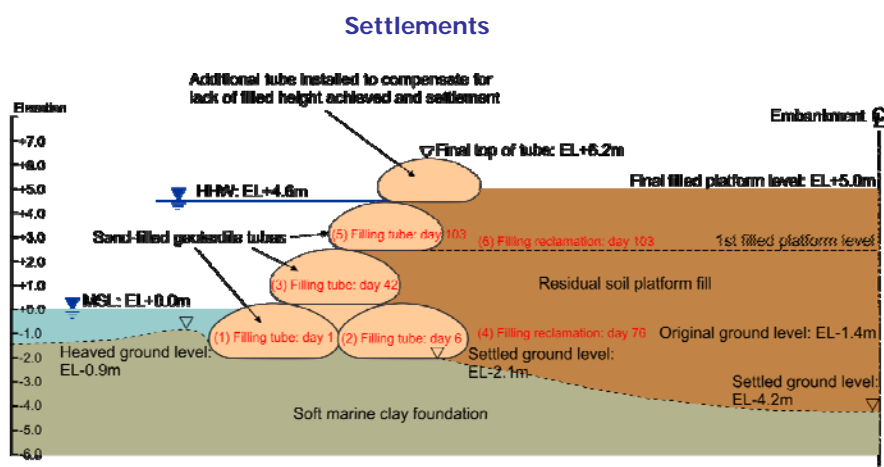 Settlements
Additional tube installed to compensate for
lack of filled height achieved and settlement
Elevation
Embankment ℄
+7.0
Final top of tube: EL+6.2m
+6.0
HHW: EL+4.6m
Final filled platform level: EL+5.0m
+5.0
+4.0
Sand-filled geotextile tubes
(5) Filling tube: day 103
(6) Filling reclamation: day 103
1st filled platform level
+3.0
+2.0
(3) Filling tube: day 42
Residual soil platform fill
+1.0
MSL: EL+0.0m
+0.0
(1) Filling tube: day 1
(2) Filling tube: day 6
(4) Filling reclamation: day 76
Original ground level: EL-1.4m
-1.0
Heaved ground level:
EL-0.9m
Settled ground level:
EL-2.1m
-2.0
Settled ground level:
EL-4.2m
-3.0
Soft marine clay foundation
-4.0
-5.0
-6.0